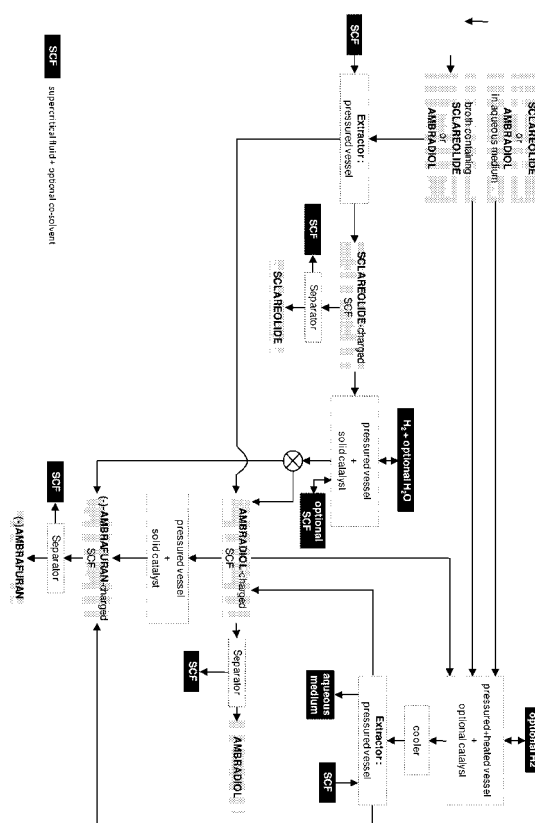 SCLAREOLIDE
or
AMBRADIOL
in aqueous medium
optional H2
broth containing
SCLAREOLIDE
or
AMBRADIOL
pressured+heated vessel
+
optional catalyst
cooler
SCF
Extractor:
pressured vessel
SCLAREOLIDE-charged
SCF
H2+ optional H2O
pressured vessel
+
solid catalyst
Extractor:
pressured vessel
SCF
SCF
Separator
SCLAREOLIDE
optional
SCF
aqueous
medium
AMBRADIOL-charged
SCF
Separator
AMBRADIOL
SCF
pressured vessel
+
solid catalyst
(-)-AMBRAFURAN-charged
SCF
SCF
Separator
(-)AMBRAFURAN
SCF
supercritical fluid + optional co-solvent